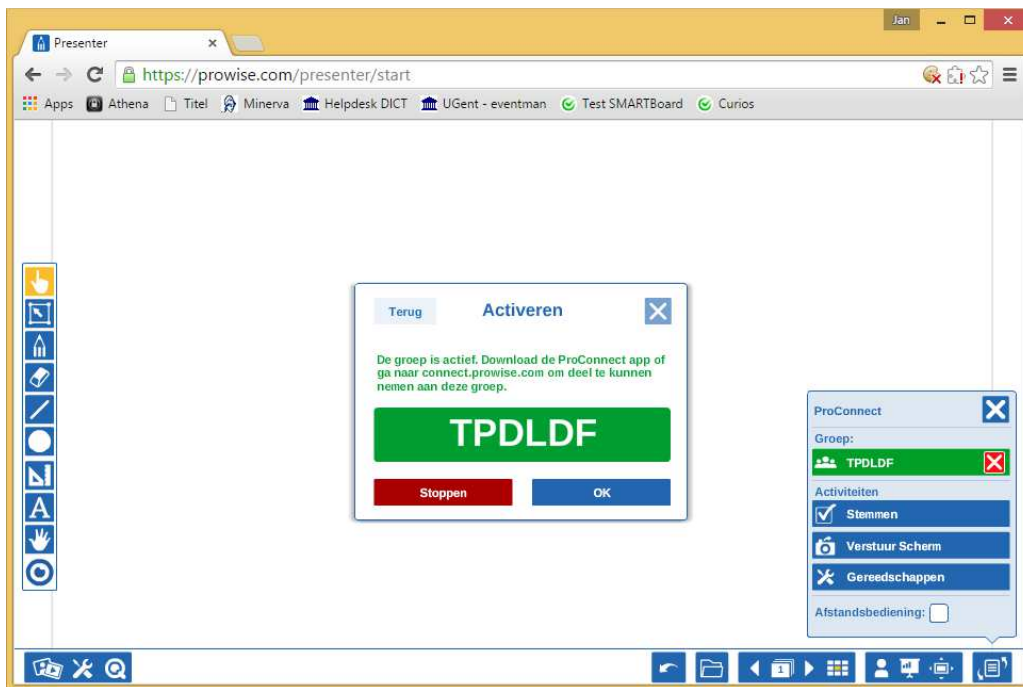 Jan
Presenter
https://prowise.com/presenter/start
Apps Athena Titel Minerva Helpdesk DICT UGent - eventman Test SMARTBoard Curios
Terug Activeren
De groep is actief. Download de ProConnect app of
ga naar connect.prowise.com om deel te kunnen
nemen aan deze groep.
TPDLDF
Stoppen OK
ProConnect
Groep:
TPDLDF
Activiteiten
Stemmen
Verstuur Scherm
Gereedschappen
Afstandsbediening:
A
1